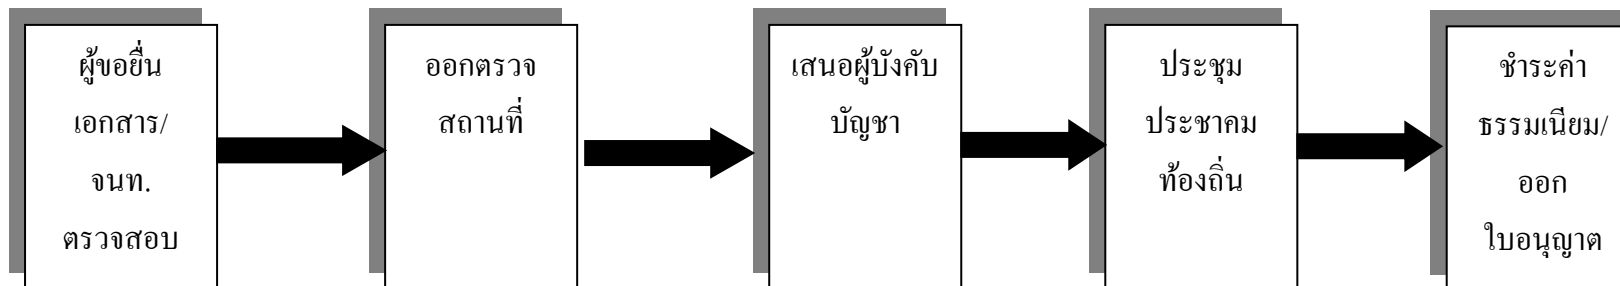 ผู้ขอยื่น
เอกสาร/
จนท.
ตรวจสอบ
ออกตรวจ
สถานที่
เสนอผู้บังคับ
บัญชา
ประชุม
ประชาคม
ท้องถิ่น
ชำระค่า
ธรรมเนียม/
ออก
ใบอนุญาต